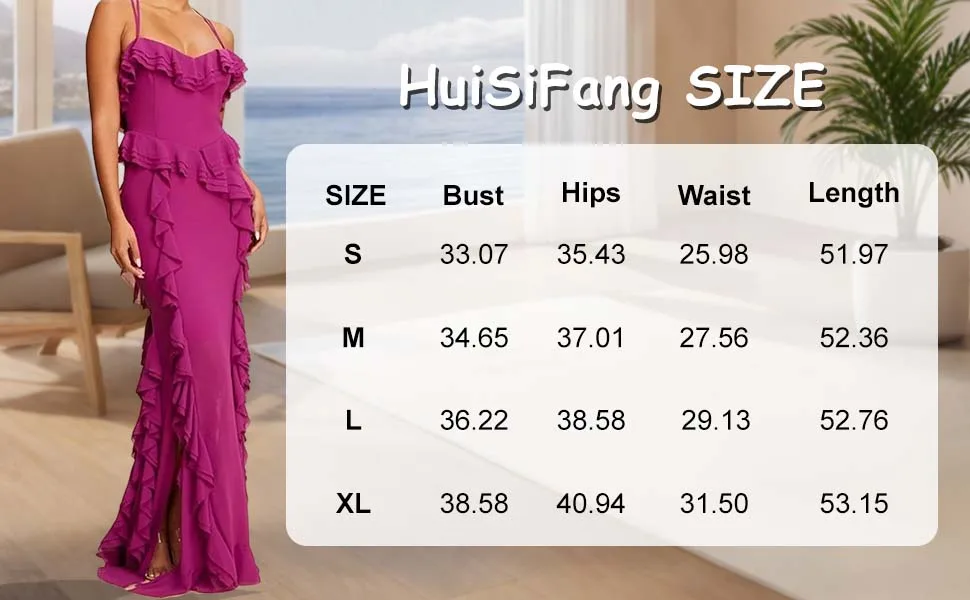 HuiSiFang SIZE
SIZE Bust Hips Waist Length
S 33.07 35.43 25.98 51.97
M 34.65 37.01 27.56 52.36
L 36.22 38.58 29.13 52.76
XL 38.58 40.94 31.50 53.15